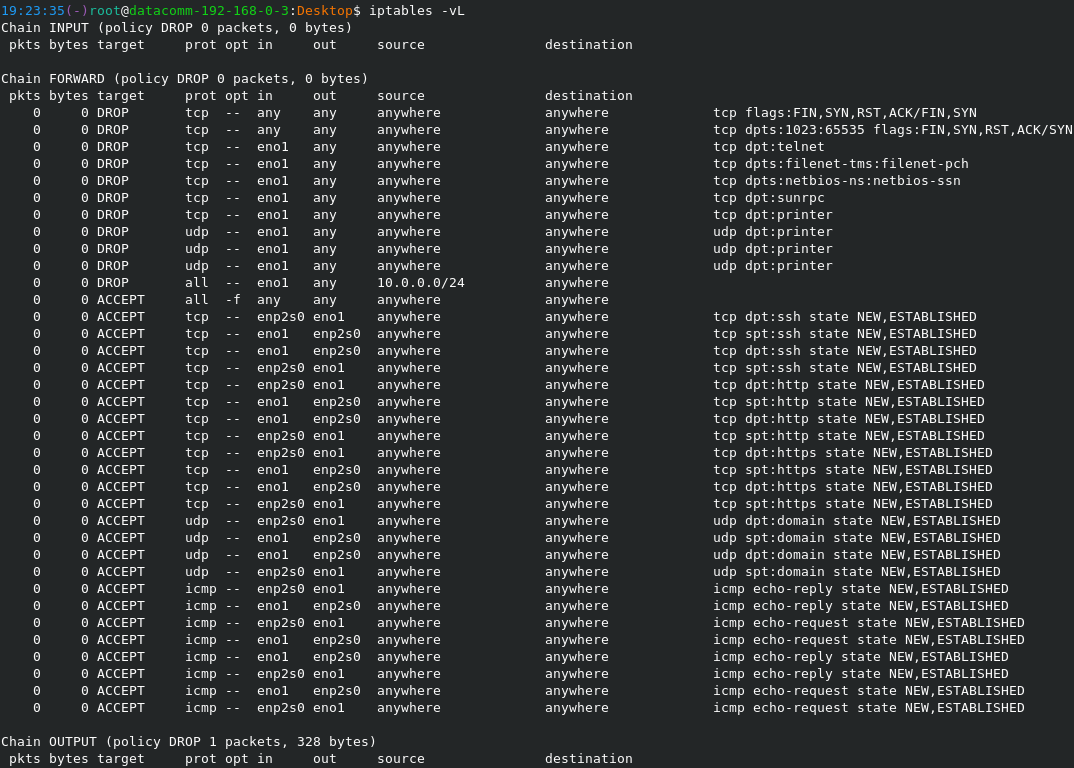 19:23:35(-)root@datacomm-192-168-0-3:Desktop$ iptables -vL
Chain INPUT (policy DROP 0 packets, 0 bytes)
 pkts bytes target     prot opt in     out     source               destination

Chain FORWARD (policy DROP 0 packets, 0 bytes)
 pkts bytes target     prot opt in     out     source               destination
    0     0 DROP       tcp  --  any    any     anywhere             anywhere             tcp flags:FIN,SYN,RST,ACK/FIN,SYN
    0     0 DROP       tcp  --  any    any     anywhere             anywhere             tcp dpts:1023:65535 flags:FIN,SYN,RST,ACK/SYN
    0     0 DROP       tcp  --  eno1   any     anywhere             anywhere             tcp dpt:telnet
    0     0 DROP       tcp  --  eno1   any     anywhere             anywhere             tcp dpts:filenet-tms:filenet-pch
    0     0 DROP       tcp  --  eno1   any     anywhere             anywhere             tcp dpts:netbios-ns:netbios-ssn
    0     0 DROP       tcp  --  eno1   any     anywhere             anywhere             tcp dpt:sunrpc
    0     0 DROP       tcp  --  eno1   any     anywhere             anywhere             tcp dpt:printer
    0     0 DROP       udp  --  eno1   any     anywhere             anywhere             udp dpt:printer
    0     0 DROP       udp  --  eno1   any     anywhere             anywhere             udp dpt:printer
    0     0 DROP       udp  --  eno1   any     anywhere             anywhere             udp dpt:printer
    0     0 DROP       all  --  eno1   any     10.0.0.0/24          anywhere
    0     0 ACCEPT     all  -f  any    any     anywhere             anywhere
    0     0 ACCEPT     tcp  --  enp2s0 eno1    anywhere             anywhere             tcp dpt:ssh state NEW,ESTABLISHED
    0     0 ACCEPT     tcp  --  eno1   enp2s0  anywhere             anywhere             tcp spt:ssh state NEW,ESTABLISHED
    0     0 ACCEPT     tcp  --  eno1   enp2s0  anywhere             anywhere             tcp dpt:ssh state NEW,ESTABLISHED
    0     0 ACCEPT     tcp  --  enp2s0 eno1    anywhere             anywhere             tcp spt:ssh state NEW,ESTABLISHED
    0     0 ACCEPT     tcp  --  enp2s0 eno1    anywhere             anywhere             tcp dpt:http state NEW,ESTABLISHED
    0     0 ACCEPT     tcp  --  eno1   enp2s0  anywhere             anywhere             tcp spt:http state NEW,ESTABLISHED
    0     0 ACCEPT     tcp  --  eno1   enp2s0  anywhere             anywhere             tcp dpt:http state NEW,ESTABLISHED
    0     0 ACCEPT     tcp  --  enp2s0 eno1    anywhere             anywhere             tcp spt:http state NEW,ESTABLISHED
    0     0 ACCEPT     tcp  --  enp2s0 eno1    anywhere             anywhere             tcp dpt:https state NEW,ESTABLISHED
    0     0 ACCEPT     tcp  --  eno1   enp2s0  anywhere             anywhere             tcp spt:https state NEW,ESTABLISHED
    0     0 ACCEPT     tcp  --  eno1   enp2s0  anywhere             anywhere             tcp dpt:https state NEW,ESTABLISHED
    0     0 ACCEPT     tcp  --  enp2s0 eno1    anywhere             anywhere             tcp spt:https state NEW,ESTABLISHED
    0     0 ACCEPT     udp  --  enp2s0 eno1    anywhere             anywhere             udp dpt:domain state NEW,ESTABLISHED
    0     0 ACCEPT     udp  --  eno1   enp2s0  anywhere             anywhere             udp spt:domain state NEW,ESTABLISHED
    0     0 ACCEPT     udp  --  eno1   enp2s0  anywhere             anywhere             udp dpt:domain state NEW,ESTABLISHED
    0     0 ACCEPT     udp  --  enp2s0 eno1    anywhere             anywhere             udp spt:domain state NEW,ESTABLISHED
    0     0 ACCEPT     icmp --  enp2s0 eno1    anywhere             anywhere             icmp echo-reply state NEW,ESTABLISHED
    0     0 ACCEPT     icmp --  eno1   enp2s0  anywhere             anywhere             icmp echo-reply state NEW,ESTABLISHED
    0     0 ACCEPT     icmp --  enp2s0 eno1    anywhere             anywhere             icmp echo-request state NEW,ESTABLISHED
    0     0 ACCEPT     icmp --  eno1   enp2s0  anywhere             anywhere             icmp echo-request state NEW,ESTABLISHED
    0     0 ACCEPT     icmp --  eno1   enp2s0  anywhere             anywhere             icmp echo-reply state NEW,ESTABLISHED
    0     0 ACCEPT     icmp --  enp2s0 eno1    anywhere             anywhere             icmp echo-reply state NEW,ESTABLISHED
    0     0 ACCEPT     icmp --  eno1   enp2s0  anywhere             anywhere             icmp echo-request state NEW,ESTABLISHED
    0     0 ACCEPT     icmp --  enp2s0 eno1    anywhere             anywhere             icmp echo-request state NEW,ESTABLISHED

Chain OUTPUT (policy DROP 1 packets, 328 bytes)
 pkts bytes target     prot opt in     out     source               destination